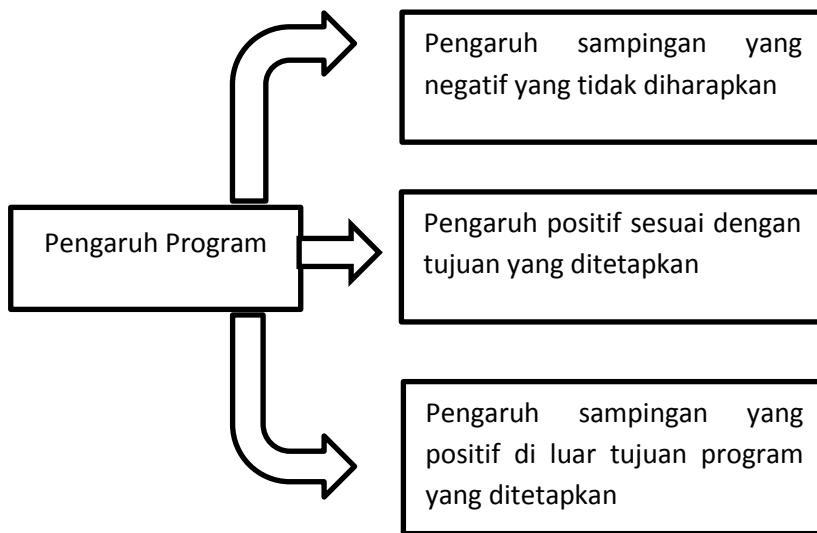 Pengaruh sampingan yang
negatif yang tidak diharapkan
Pengaruh Program
Pengaruh positif sesuai dengan
tujuan yang ditetapkan
Pengaruh sampingan yang
positif di luar tujuan program
yang ditetapkan